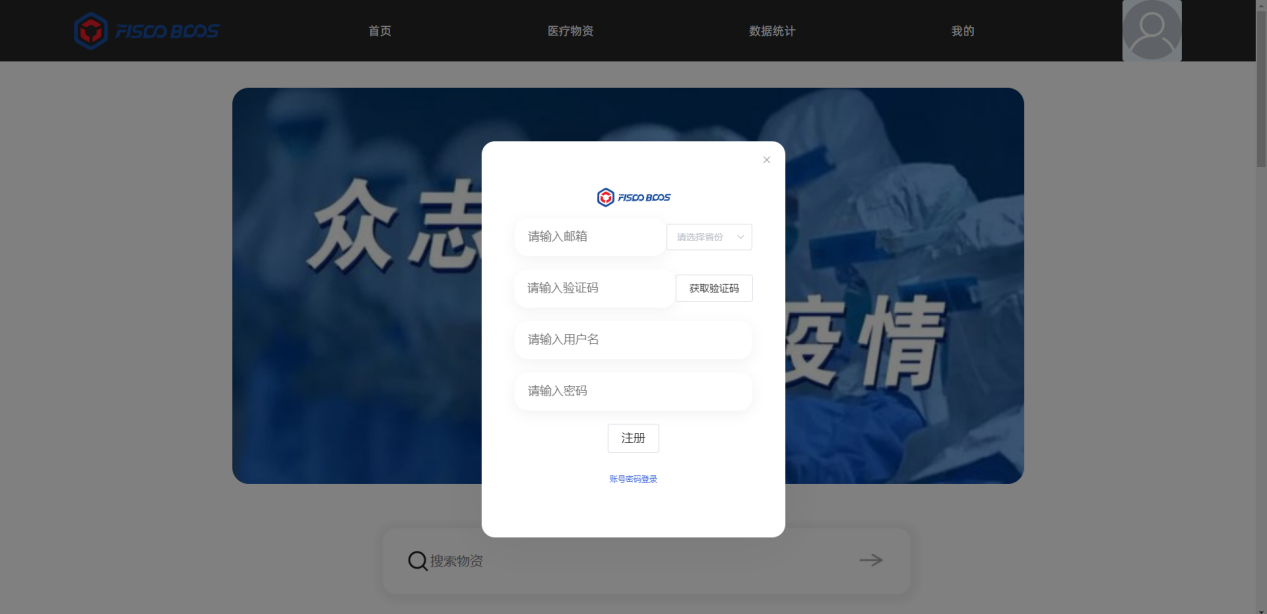 FISCO BCOS
首页
医疗物资
数据统计
我的
众志
疫情
FISCO BCOS
请输入邮箱
请选择省份
请输入验证码
获取验证码
请输入用户名
请输入密码
注册
账号密码登录
搜索物资